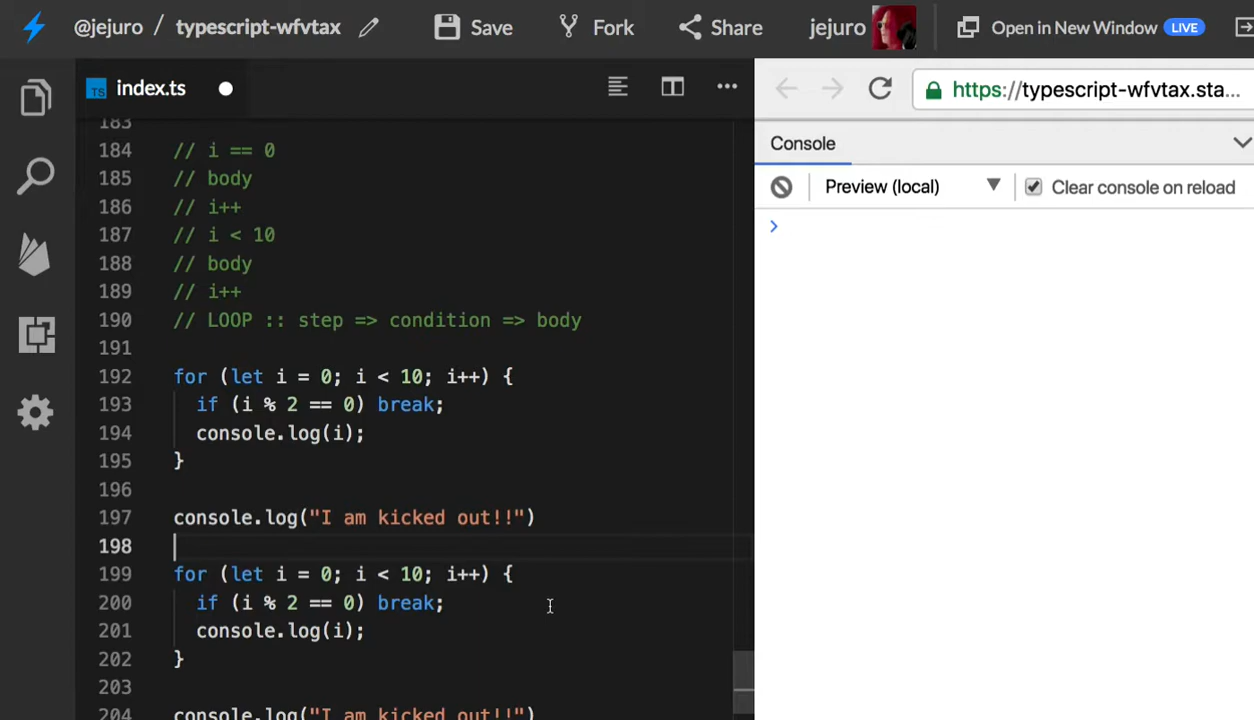 @jejuro / typescript-wfvtax Save Fork Share jejuro Open in New Window LIVE
TS index.ts
https://typescript-wfvtax.sta...
Console
Preview (local) Clear console on reload
>
183
184 // i == 0
185 // body
186 // i++
187 // i < 10
188 // body
189 // i++
190 // LOOP :: step => condition => body
191
192 for (let i = 0; i < 10; i++) {
193 if (i % 2 == 0) break;
194 console.log(i);
195 }
196
197 console.log("I am kicked out!!")
198
199 for (let i = 0; i < 10; i++) {
200 if (i % 2 == 0) break;
201 console.log(i);
202 }
203
204 console.log("I am kicked out!!")